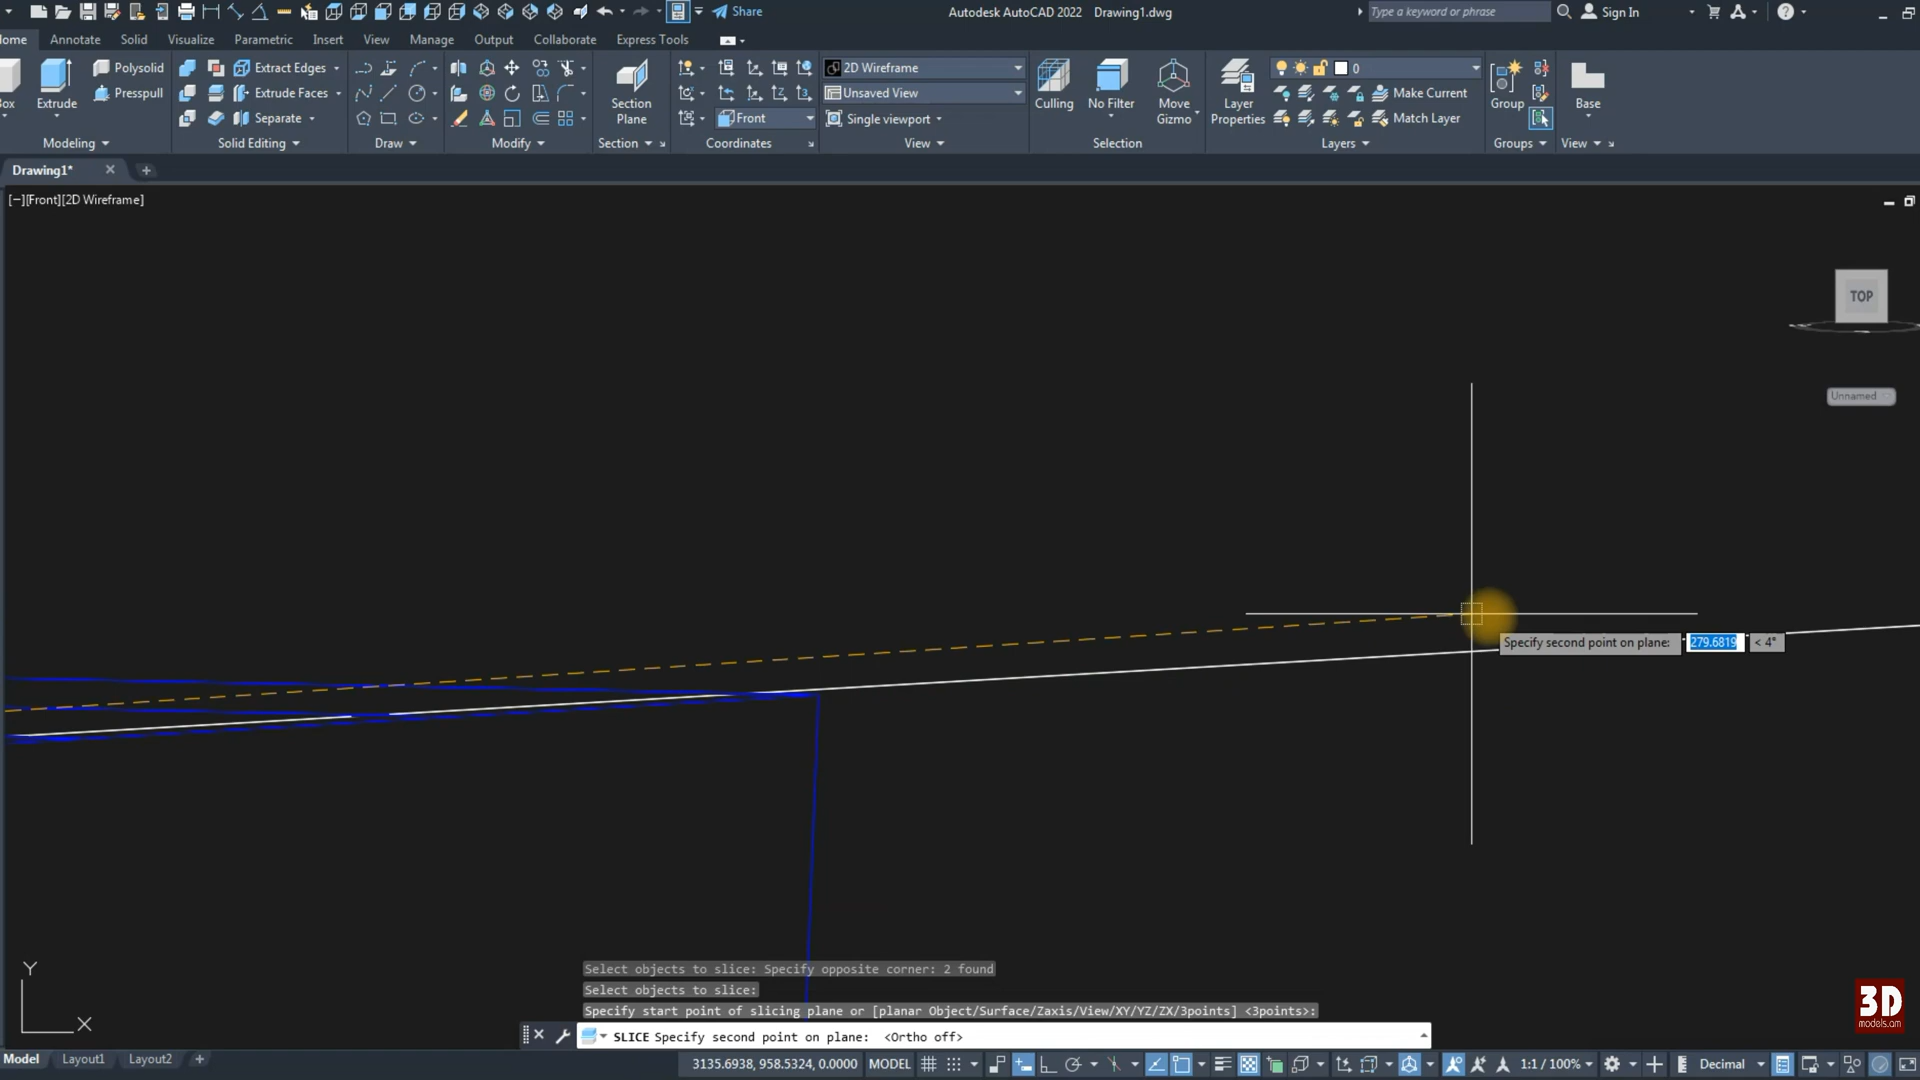 Share
Autodesk AutoCAD 2022 Drawing1.dwg
Type a keyword or phrase
Sign In
Annotate
Solid
Visualize
Parametric
Insert
View
Manage
Output
Collaborate
Express Tools
Polysolid
Presspull
Extrude
Modeling
Extract Edges
Extrude Faces
Separate
Solid Editing
Draw
Modify
Section
Plane
Section
Front
Coordinates
2D Wireframe
Unsaved View
Single viewport
View
Culling
No Filter
Move
Gizmo
Selection
Layer
Properties
0
Make Current
Match Layer
Layers
Group
Groups
Base
View
Drawing1*
[−][Front][2D Wireframe]
TOP
Unnamed
Specify second point on plane: 279.6819 < 4°
Y
X
Select objects to slice: Specify opposite corner: 2 found
Select objects to slice:
Specify start point of slicing plane or [planar Object/Surface/Zaxis/View/XY/YZ/ZX/3points] <3points>:
SLICE Specify second point on plane: <Ortho off>
3D
models.am
Model
Layout1
Layout2
3135.6938, 958.5324, 0.0000
MODEL
1:1 / 100%
Decimal